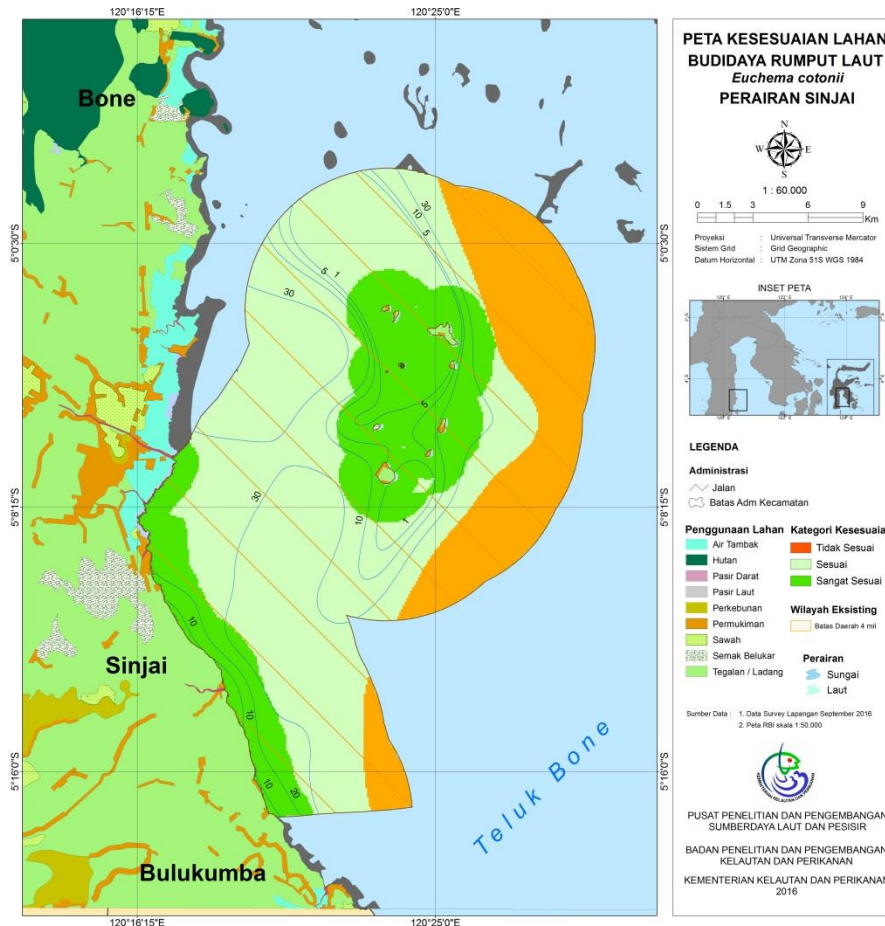 120°16'15"E
120°25'0"E
5°0'30"S
5°8'15"S
5°16'0"S
5°0'30"S
5°8'15"S
5°16'0"S
120°16'15"E
120°25'0"E
Bone
Sinjai
Bulukumba
Teluk Bone
30
10
5
5
1
30
5
30
10
1
10
10
10
20
PETA KESESUAIAN LAHAN
BUDIDAYA RUMPUT LAUT
Euchema cotonii
PERAIRAN SINJAI
N
W E
S
1 : 60.000
0 1.5 3 6 9
Km
Proyeksi : Universal Transverse Mercator
Sistem Grid : Grid Geographic
Datum Horizontal : UTM Zona 51S WGS 1984
INSET PETA
LEGENDA
Administrasi
Jalan
Batas Adm Kecamatan
Penggunaan Lahan
Air Tambak
Hutan
Pasir Darat
Pasir Laut
Perkebunan
Permukiman
Sawah
Semak Belukar
Tegalan / Ladang
Kategori Kesesuaia
Tidak Sesuai
Sesuai
Sangat Sesuai
Wilayah Eksisting
Batas Daerah 4 mil
Perairan
Sungai
Laut
Sumber Data : 1. Data Survey Lapangan September 2016
2. Peta RBI skala 1:50.000
KEMENTERIAN KELAUTAN DAN PERIKANAN
PUSAT PENELITIAN DAN PENGEMBANGAN
SUMBERDAYA LAUT DAN PESISIR
BADAN PENELITIAN DAN PENGEMBANGAN
KELAUTAN DAN PERIKANAN
KEMENTERIAN KELAUTAN DAN PERIKANAN
2016